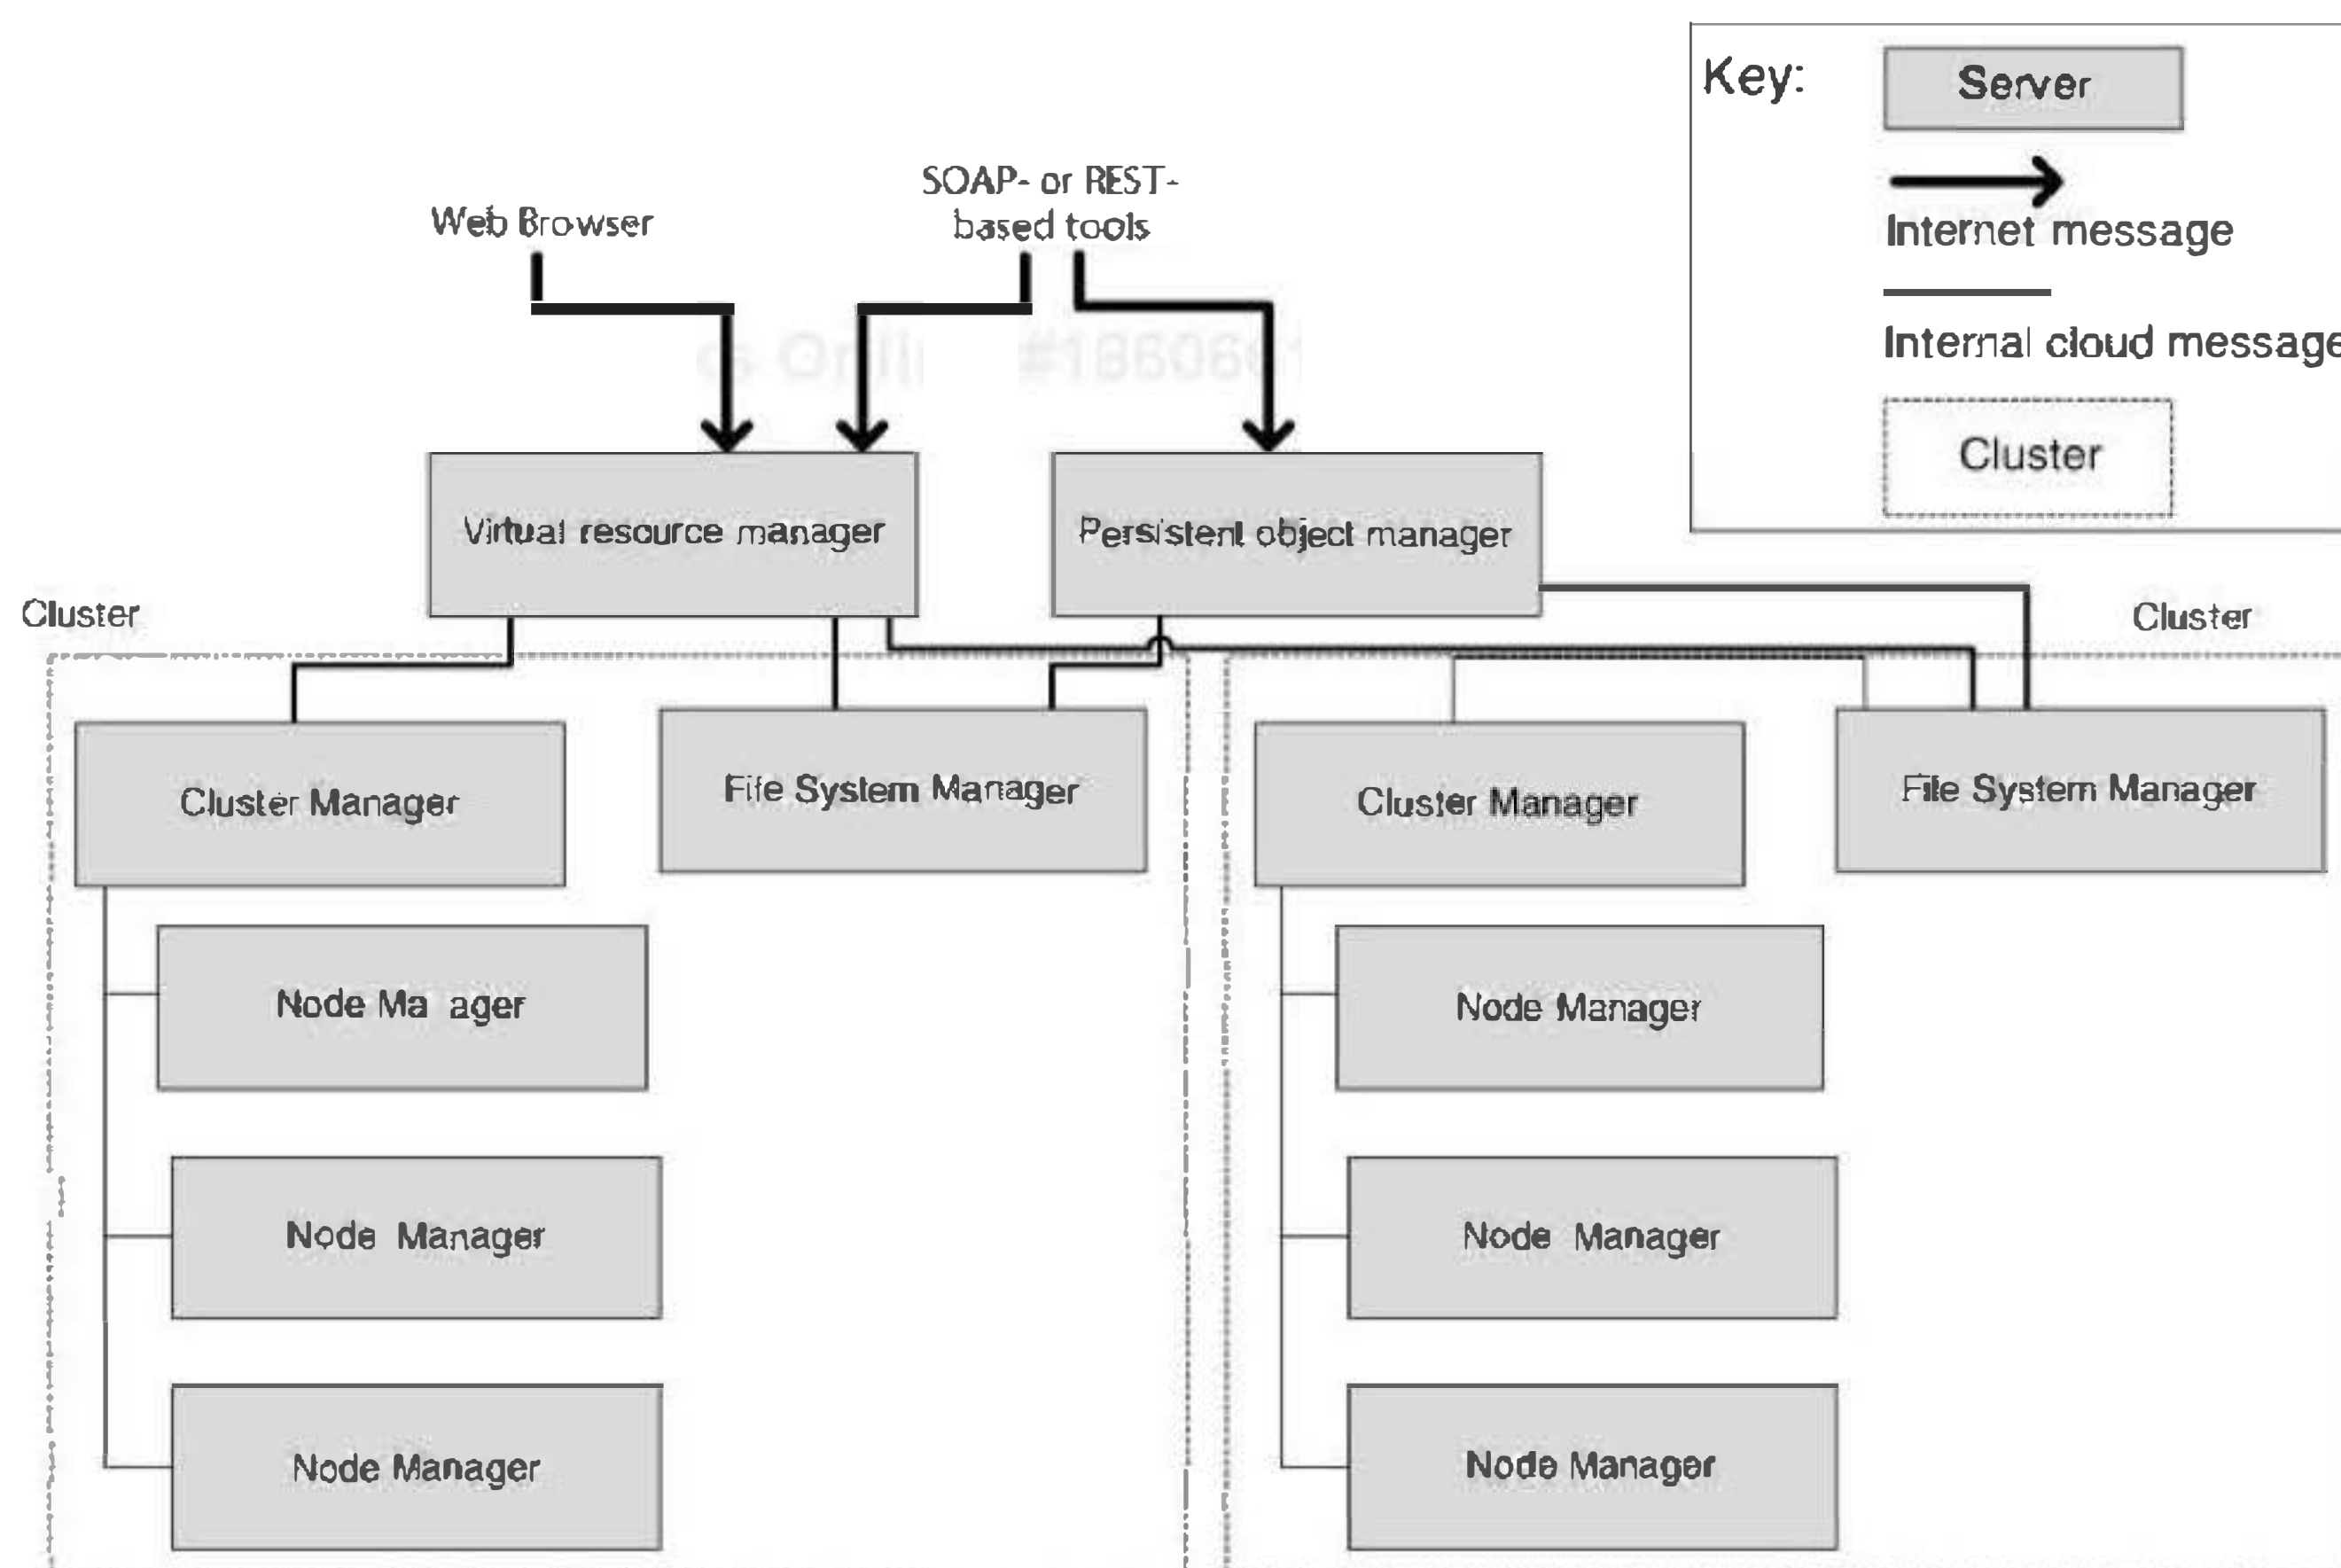 Key:
Server
Internet message
Internal cloud message
Cluster
Web Browser
SOAP- or REST-
based tools
Virtual resource manager
Persistent object manager
Cluster
Cluster
Cluster Manager
File System Manager
Cluster Manager
File System Manager
Node Ma ager
Node Manager
Node Manager
Node Manager
Node Manager
Node Manager